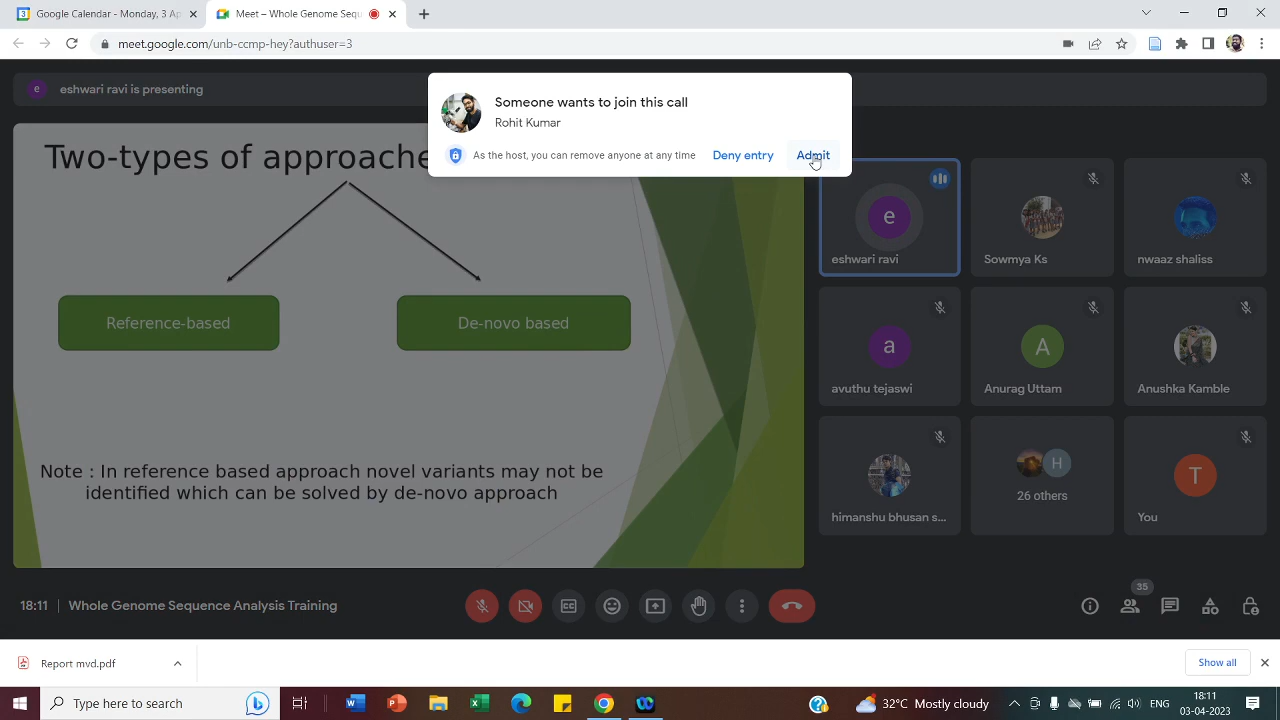 Google Calendar - Monday, 3 Ap
Meet – Whole Genome Sequ
meet.google.com/unb-ccmp-hey?authuser=3
e
eshwari ravi is presenting
Someone wants to join this call
Rohit Kumar
As the host, you can remove anyone at any time
Deny entry
Admit
Two-types of approache
Reference-based
De-novo based
Note : In reference based approach novel variants may not be
identified which can be solved by de-novo approach
e
eshwari ravi
Sowmya Ks
nwaaz shaliss
a
avuthu tejaswi
A
Anurag Uttam
Anushka Kamble
himanshu bhusan s...
H
26 others
T
You
18:11 | Whole Genome Sequence Analysis Training
CC
35
Report mvd.pdf
Show all
Type here to search
32°C Mostly cloudy
ENG
18:11
03-04-2023